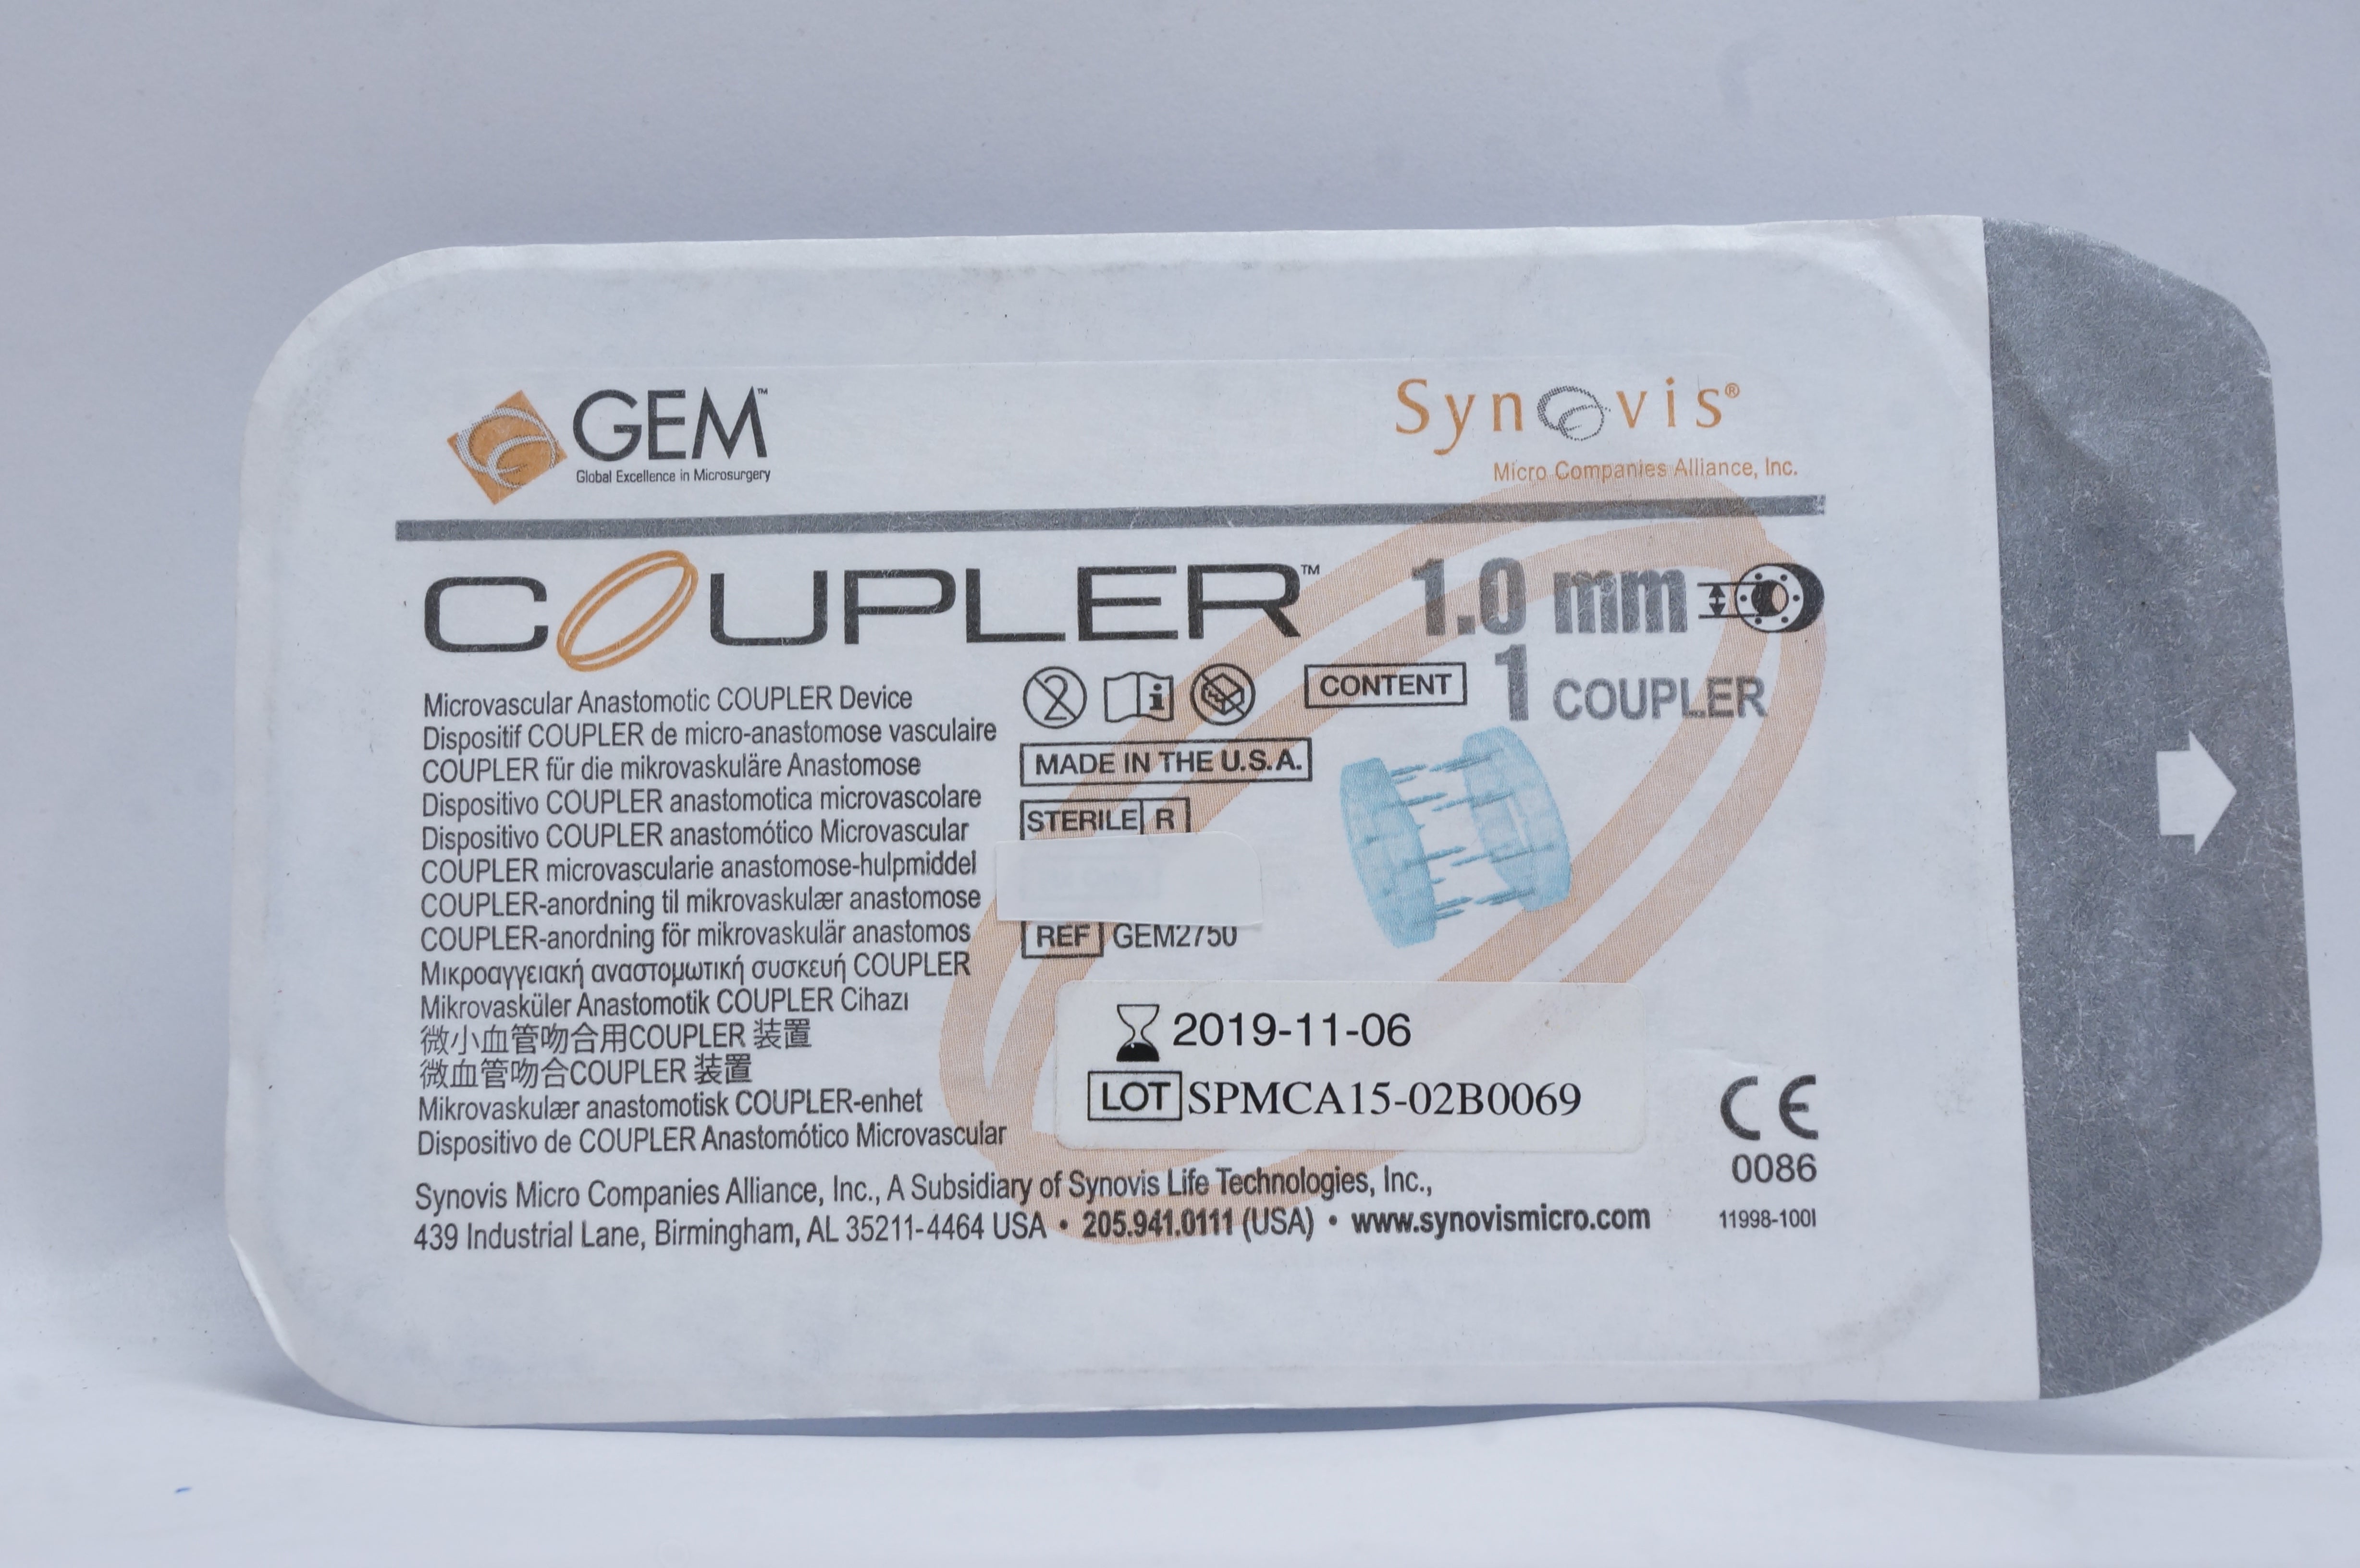 GEM™
Global Excellence in Microsurgery
Synovis®
Micro Companies Alliance, Inc.
COUPLER™
1.0 mm
CONTENT 1 COUPLER
Microvascular Anastomotic COUPLER Device
Dispositif COUPLER de micro-anastomose vasculaire
COUPLER für die mikrovaskuläre Anastomose
Dispositivo COUPLER anastomotica microvascolare
Dispositivo COUPLER anastomótico Microvascular
COUPLER microvascularie anastomose-hulpmiddel
COUPLER-anordning til mikrovaskulær anastomose
COUPLER-anordning för mikrovaskulär anastomos
Μικροαγγειακή αναστομωτική συσκευή COUPLER
Mikrovasküler Anastomotik COUPLER Cihazı
微小血管吻合用COUPLER 装置
微血管吻合COUPLER 装置
Mikrovaskulær anastomotisk COUPLER-enhet
Dispositivo de COUPLER Anastomótico Microvascular
2
MADE IN THE U.S.A.
STERILE R
REF GEM2750
2019-11-06
LOT SPMCA15-02B0069
CE
0086
Synovis Micro Companies Alliance, Inc., A Subsidiary of Synovis Life Technologies, Inc.,
439 Industrial Lane, Birmingham, AL 35211-4464 USA • 205.941.0111 (USA) • www.synovismicro.com
11998-100I